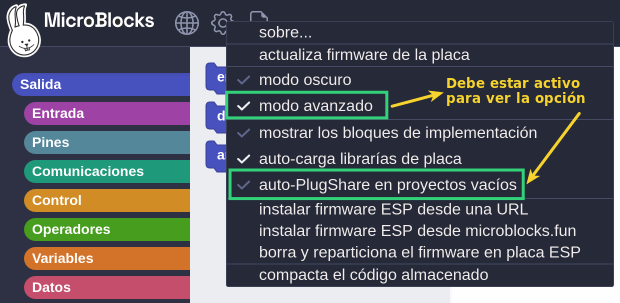 MicroBlocks
sobre...
actualiza firmware de la placa
modo oscuro
modo avanzado
mostrar los bloques de implementación
auto-carga librarías de placa
auto-PlugShare en proyectos vacíos
instalar firmware ESP desde una URL
instalar firmware ESP desde microblocks.fun
borra y reparticiona el firmware en placa ESP
compacta el código almacenado
Debe estar activo
para ver la opción
Salida
Entrada
Pines
Comunicaciones
Control
Operadores
Variables
Datos